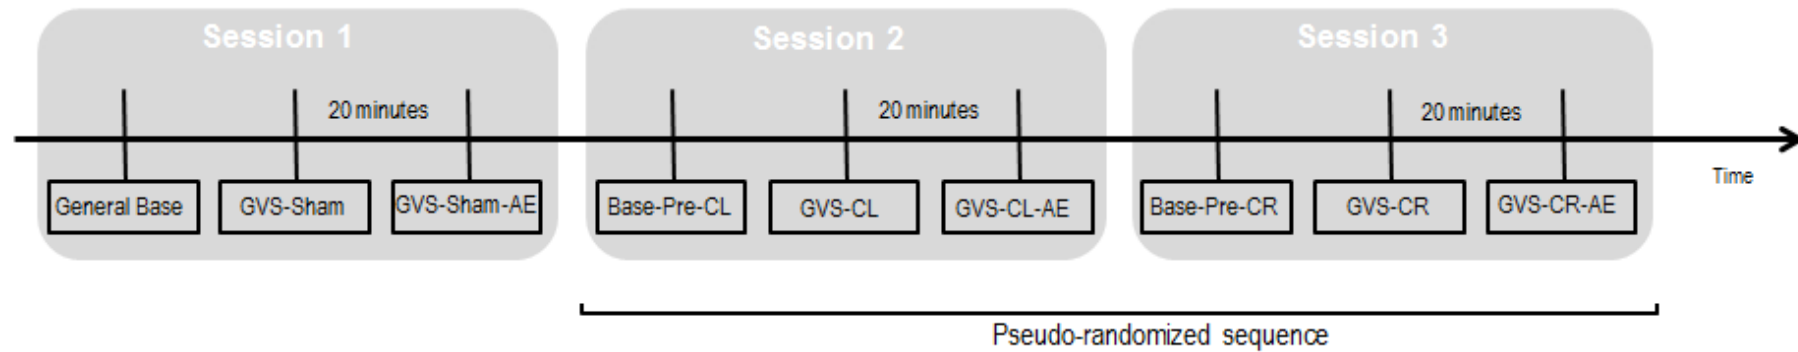 Session 1
Session 2
Session 3
20 minutes
20 minutes
20 minutes
General Base
GVS-Sham
GVS-Sham-AE
Base-Pre-CL
GVS-CL
GVS-CL-AE
Base-Pre-CR
GVS-CR
GVS-CR-AE
Time
Pseudo-randomized sequence